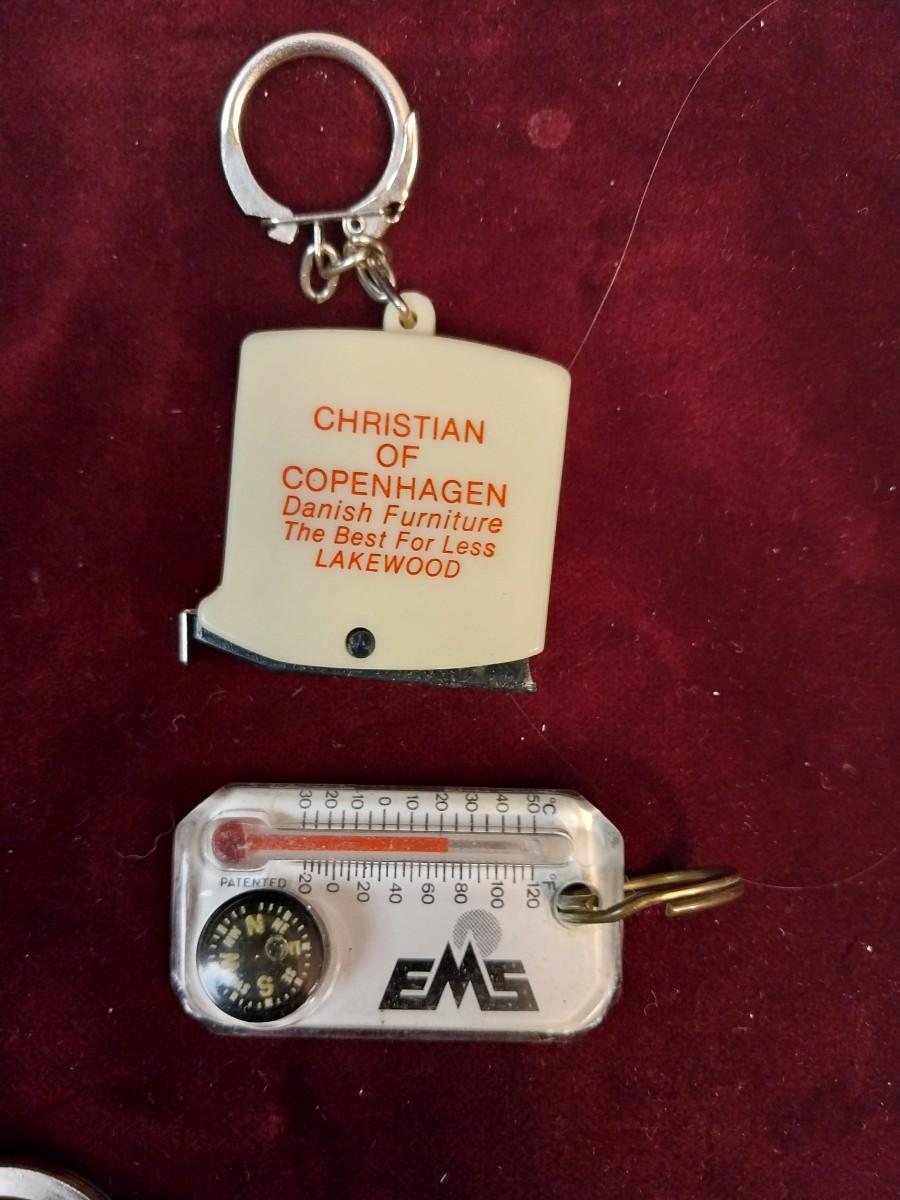 CHRISTIAN
OF
COPENHAGEN
Danish Furniture
The Best For Less
LAKEWOOD
30 20 10 0 10 20 30 40 50 °C
PATENTED
-20 0 20 40 60 80 100 120 °F
N
E
W
S
EMS